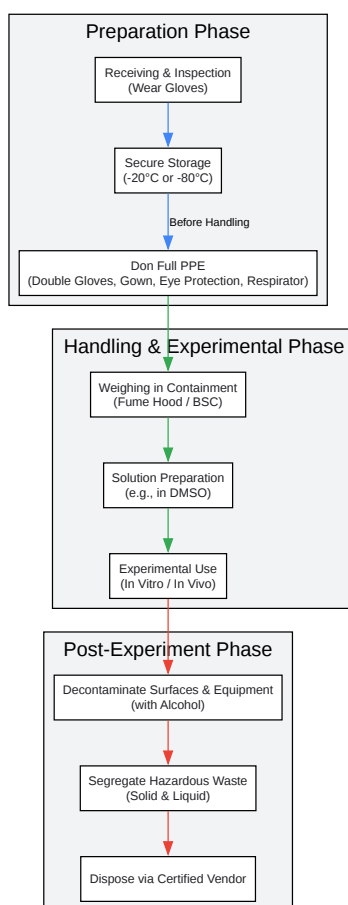 Preparation Phase
Receiving & Inspection
(Wear Gloves)
Secure Storage
(-20°C or -80°C)
Before Handling
Don Full PPE
(Double Gloves, Gown, Eye Protection, Respirator)
Handling & Experimental Phase
Weighing in Containment
(Fume Hood / BSC)
Solution Preparation
(e.g., in DMSO)
Experimental Use
(In Vitro / In Vivo)
Post-Experiment Phase
Decontaminate Surfaces & Equipment
(with Alcohol)
Segregate Hazardous Waste
(Solid & Liquid)
Dispose via Certified Vendor